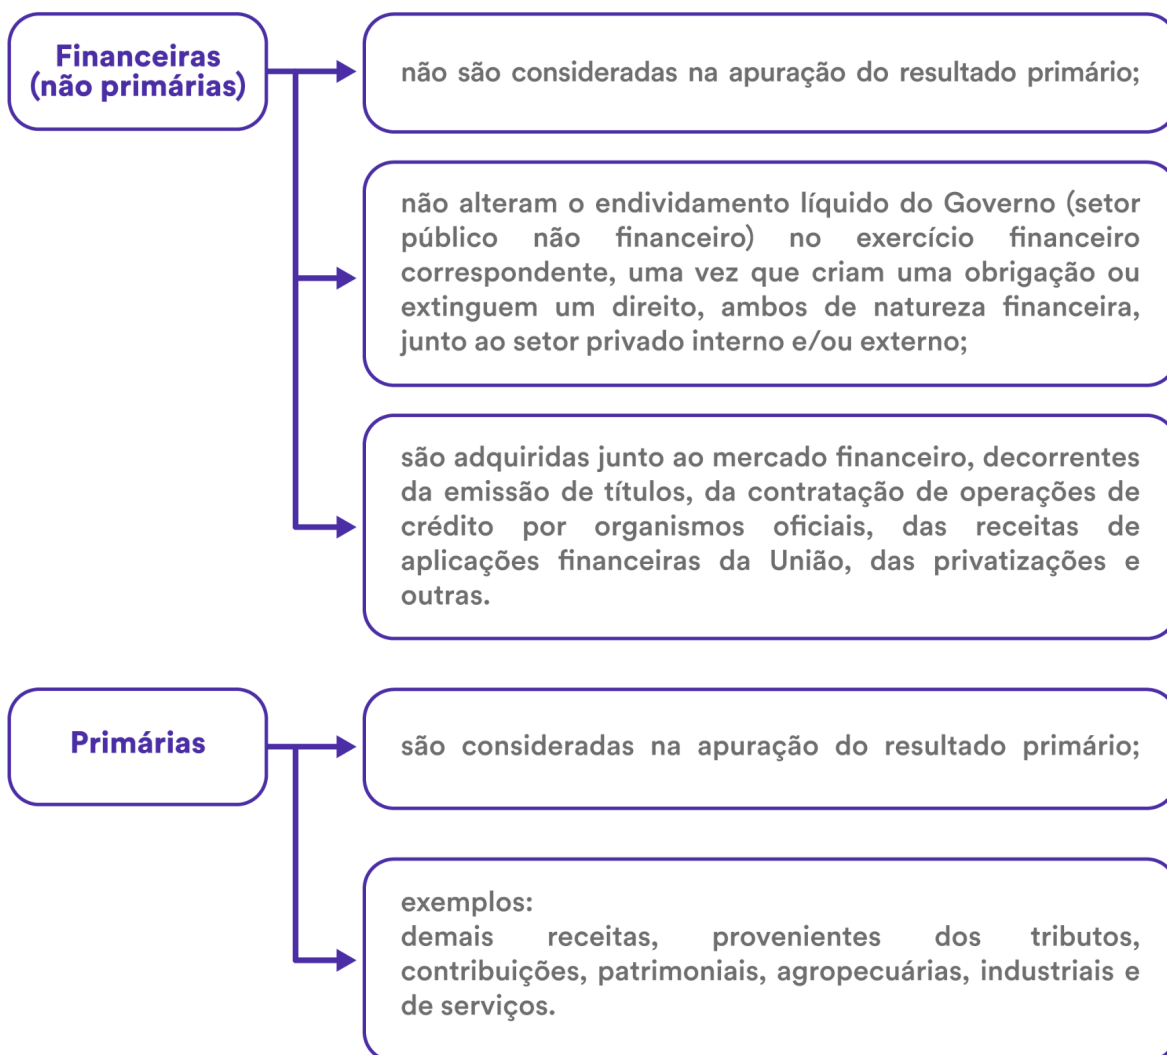 Financeiras
(não primárias)
não são consideradas na apuração do resultado primário;
não alteram o endividamento líquido do Governo (setor
público não financeiro) no exercício financeiro
correspondente, uma vez que criam uma obrigação ou
extinguem um direito, ambos de natureza financeira,
junto ao setor privado interno e/ou externo;
são adquiridas junto ao mercado financeiro, decorrentes
da emissão de títulos, da contratação de operações de
crédito por organismos oficiais, das receitas de
aplicações financeiras da União, das privatizações e
outras.
Primárias
são consideradas na apuração do resultado primário;
exemplos:
demais receitas, provenientes dos tributos,
contribuições, patrimoniais, agropecuárias, industriais e
de serviços.